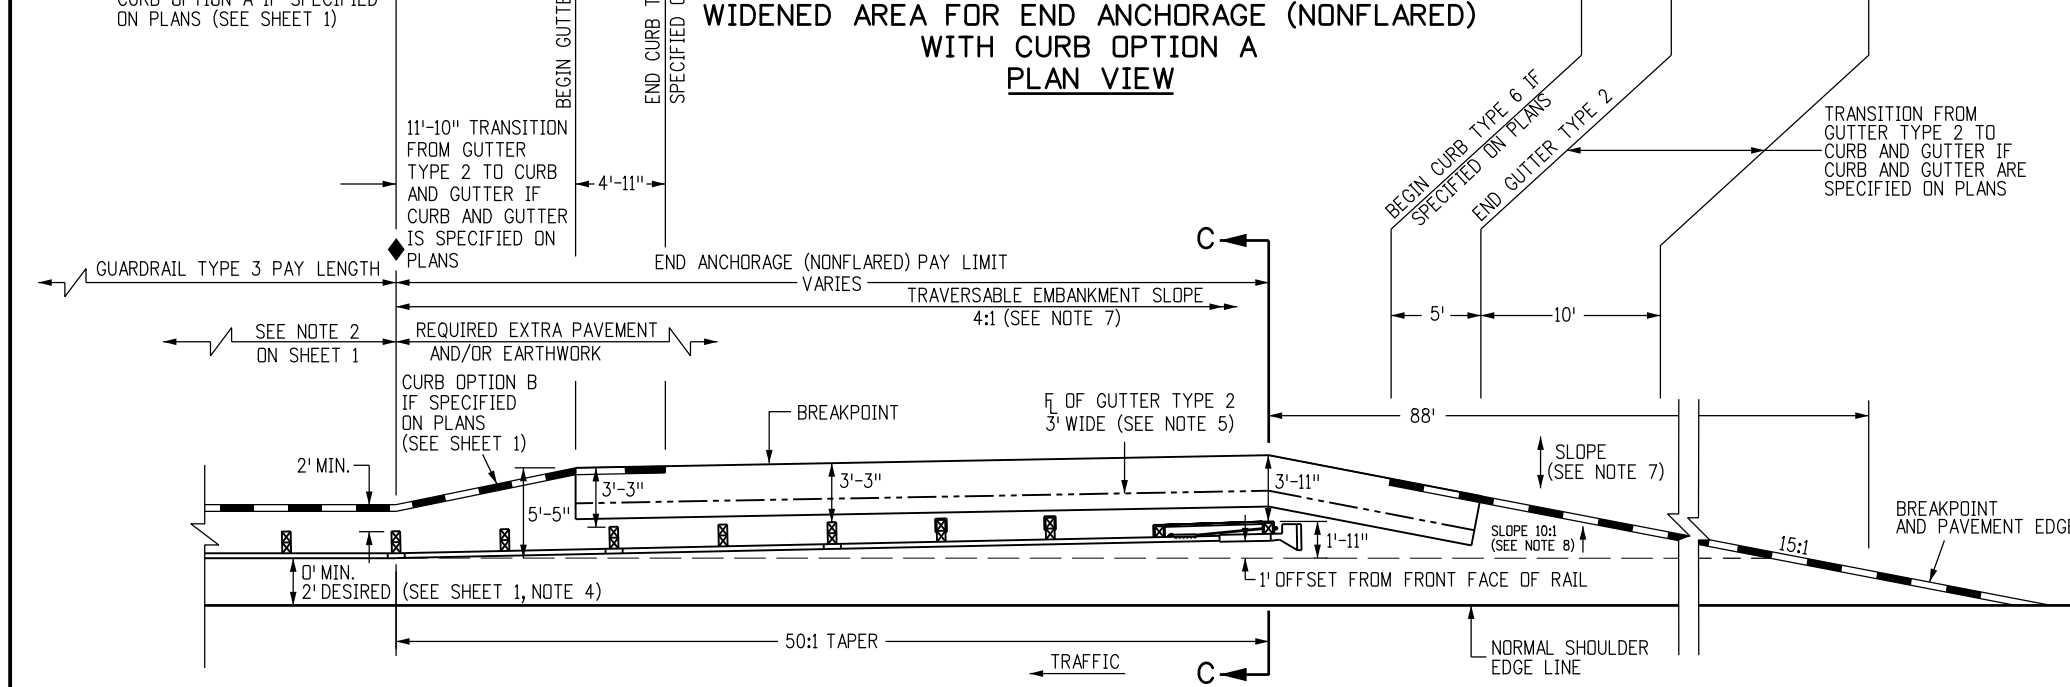 CURB OPTION A IF SPECIFIED
ON PLANS (SEE SHEET 1)
BEGIN GUTTE
END CURB T
SPECIFIED O
WIDENED AREA FOR END ANCHORAGE (NONFLARED)
WITH CURB OPTION A
PLAN VIEW
11'-10" TRANSITION
FROM GUTTER
TYPE 2 TO CURB
AND GUTTER IF
CURB AND GUTTER
IS SPECIFIED ON
PLANS
4'-11"
BEGIN CURB TYPE 6 IF
SPECIFIED ON PLANS
END GUTTER TYPE 2
TRANSITION FROM
GUTTER TYPE 2 TO
CURB AND GUTTER IF
CURB AND GUTTER ARE
SPECIFIED ON PLANS
C
GUARDRAIL TYPE 3 PAY LENGTH
END ANCHORAGE (NONFLARED) PAY LIMIT
VARIES
TRAVERSABLE EMBANKMENT SLOPE
4:1 (SEE NOTE 7)
5'
10'
SEE NOTE 2
ON SHEET 1
REQUIRED EXTRA PAVEMENT
AND/OR EARTHWORK
CURB OPTION B
IF SPECIFIED
ON PLANS
(SEE SHEET 1)
BREAKPOINT
FL OF GUTTER TYPE 2
3' WIDE (SEE NOTE 5)
88'
2' MIN.
3'-3"
5'-5"
3'-3"
3'-11"
SLOPE
(SEE NOTE 7)
BREAKPOINT
AND PAVEMENT EDGE
SLOPE 10:1
(SEE NOTE 8)
1'-11"
15:1
0' MIN.
2' DESIRED (SEE SHEET 1, NOTE 4)
1' OFFSET FROM FRONT FACE OF RAIL
50:1 TAPER
NORMAL SHOULDER
EDGE LINE
TRAFFIC
C